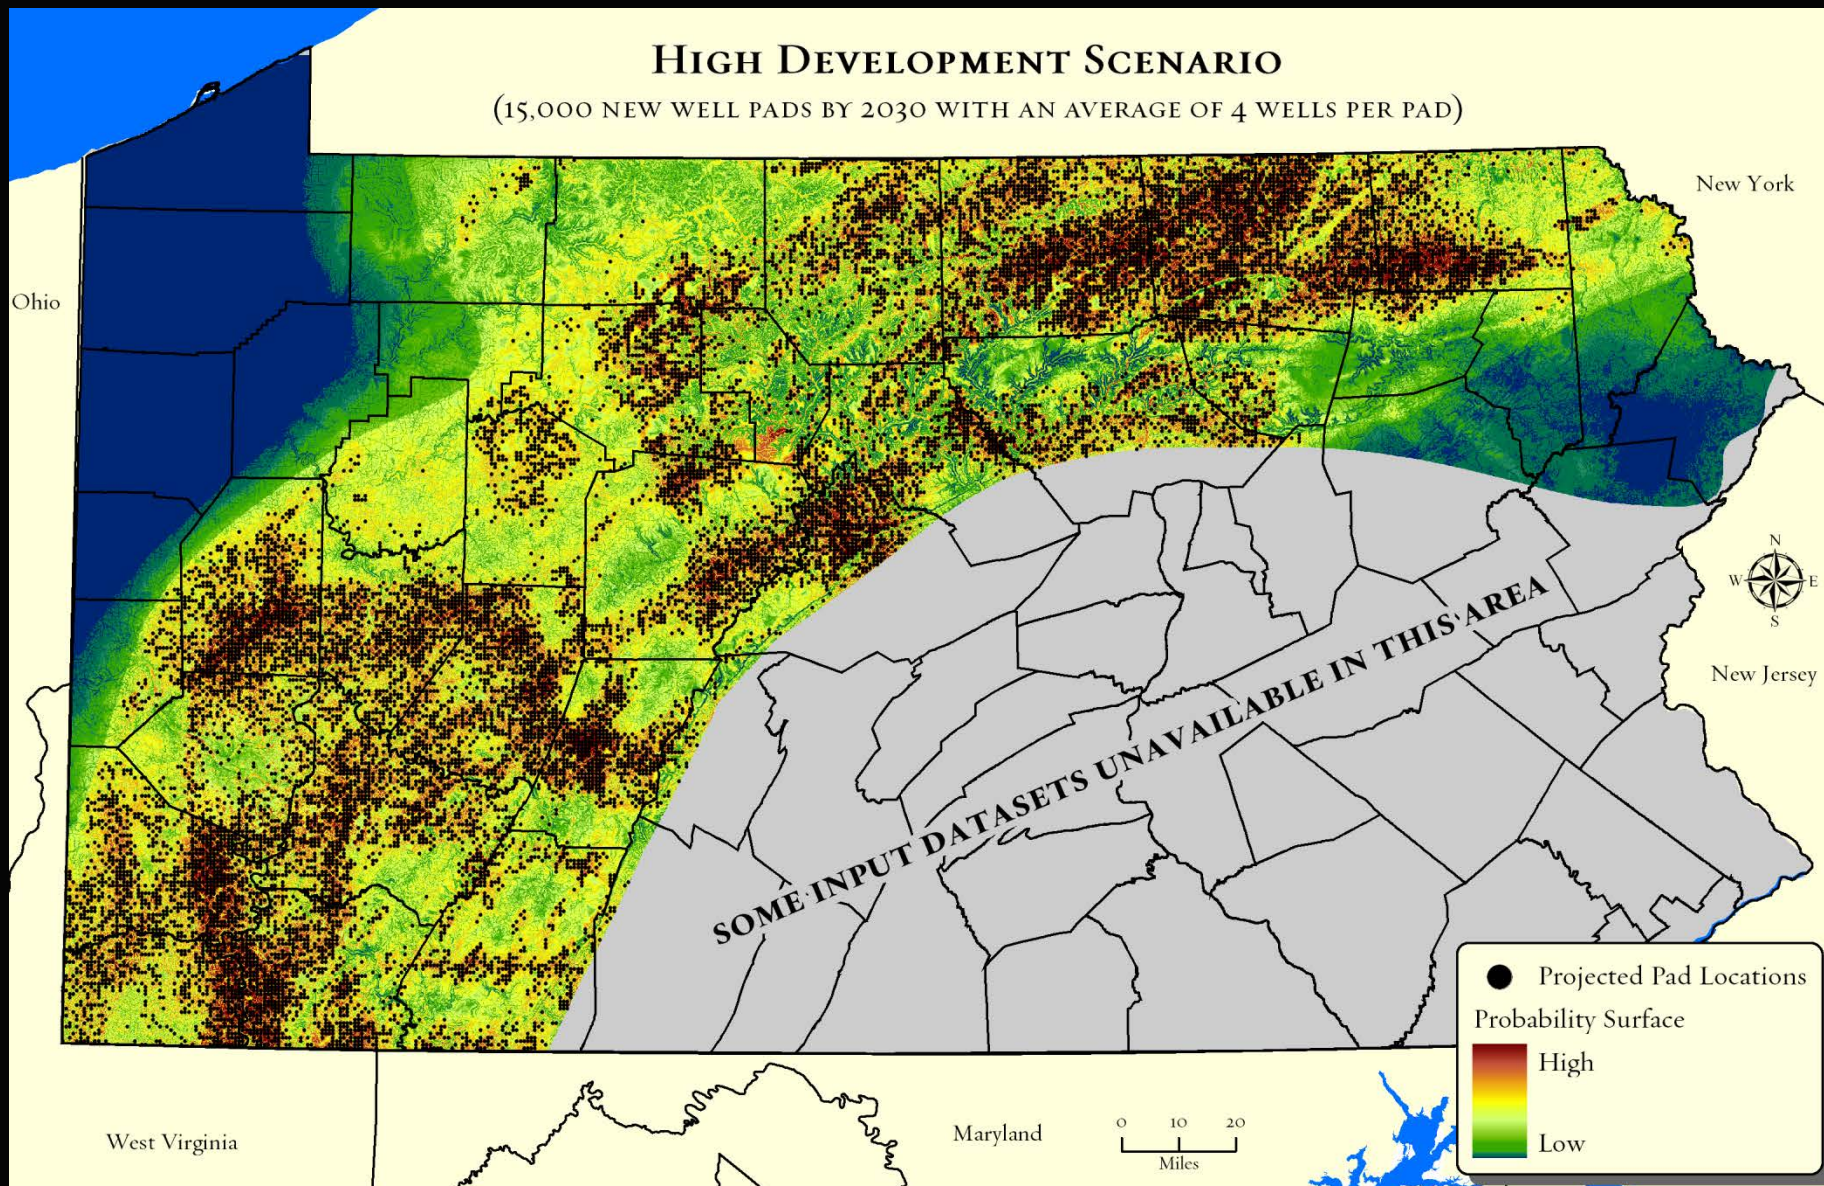 High Development Scenario
(15,000 new well pads by 2030 with an average of 4 wells per pad)
New York
Ohio
N
W E
S
SOME INPUT DATASETS UNAVAILABLE IN THIS AREA
New Jersey
Projected Pad Locations
Probability Surface
High
Low
West Virginia
Maryland
0 10 20
Miles